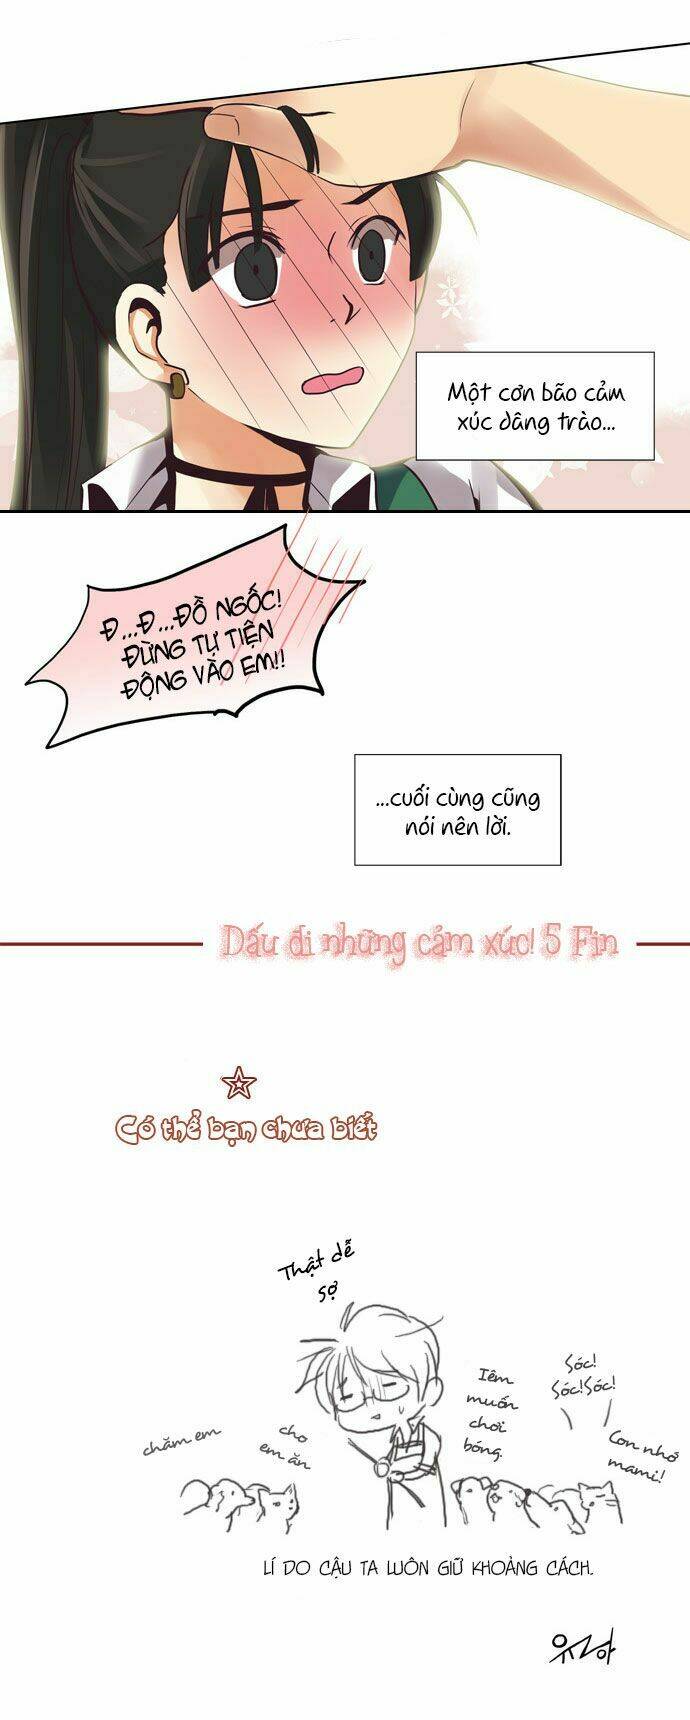 Một cơn bão cảm
xúc dâng trào...
Đ...Đ...ĐỒ NGỐC!
ĐỪNG TỰ TIỆN
ĐỘNG VÀO EM!!
...cuối cùng cũng
nói nên lời.
Dấu đi những cảm xúc! 5 Fin
Có thể bạn chưa biết
Thật dễ
sợ
chăm em
cho
em ăn
Iêm
muốn
chơi
bóng.
Sóc!
Sóc!Sóc!
Con nhớ
mami!
LÍ DO CẬU TA LUÔN GIỮ KHOẢNG CÁCH.